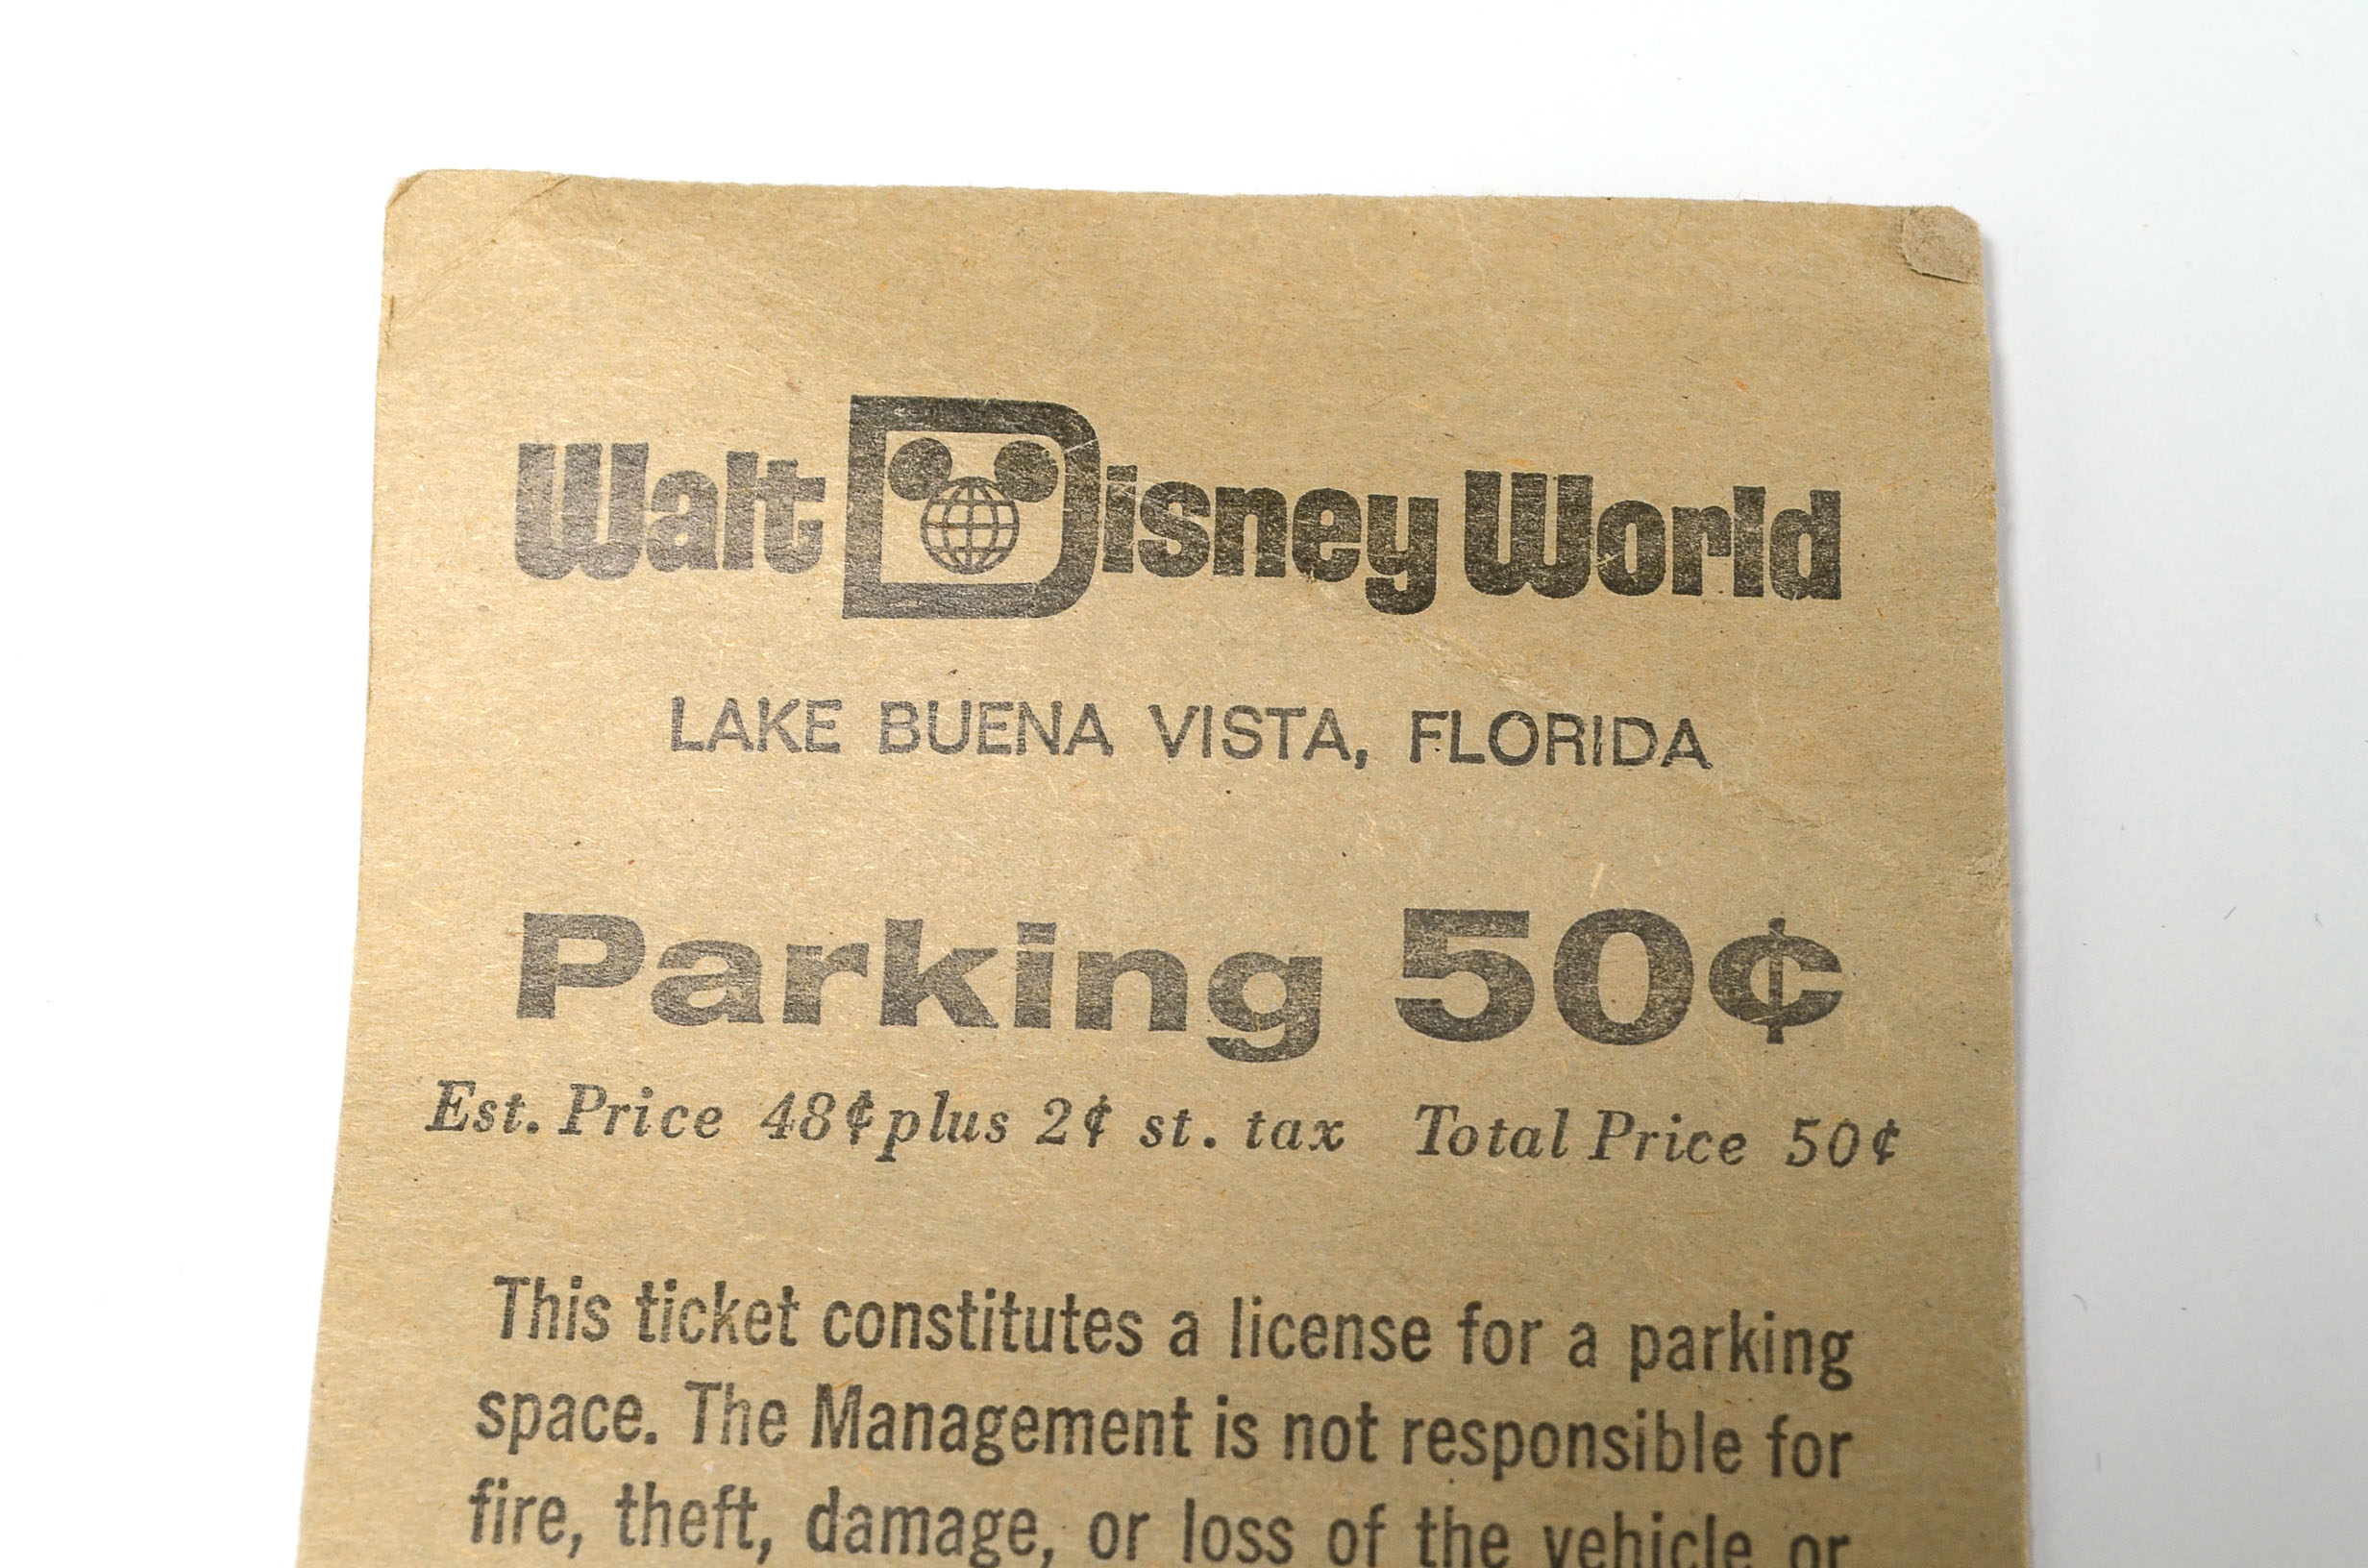 Walt Disney World
LAKE BUENA VISTA, FLORIDA
Parking 50¢
Est. Price 48¢ plus 2¢ st. tax Total Price 50¢
This ticket constitutes a license for a parking
space. The Management is not responsible for
fire, theft, damage, or loss of the vehicle or